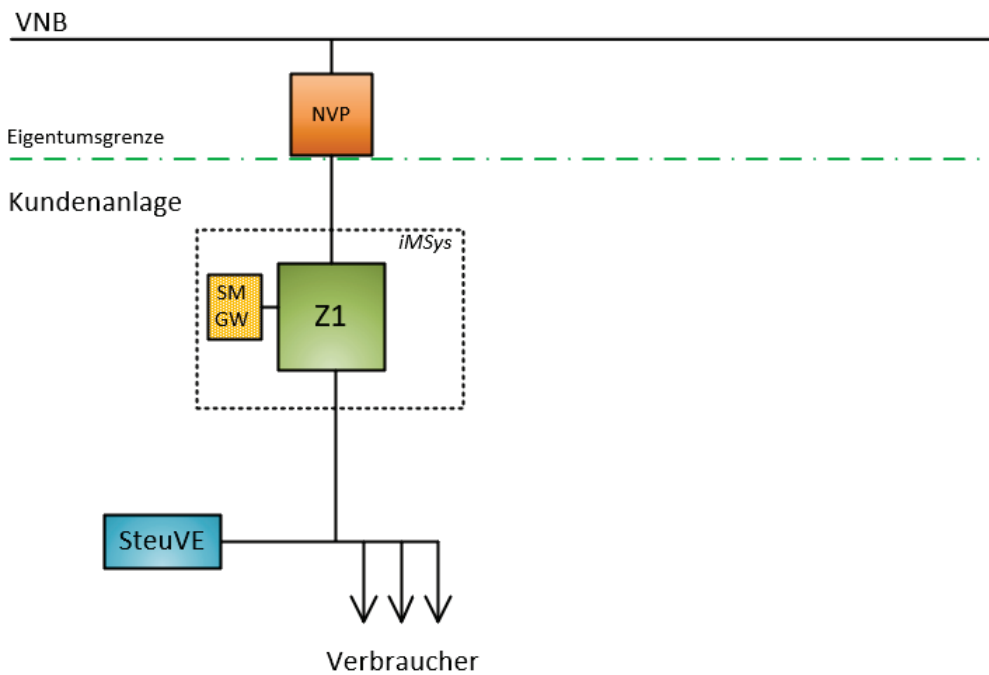 VNB
NVP
Eigentumsgrenze
Kundenanlage
iMSys
SM
GW
Z1
SteuVE
Verbraucher